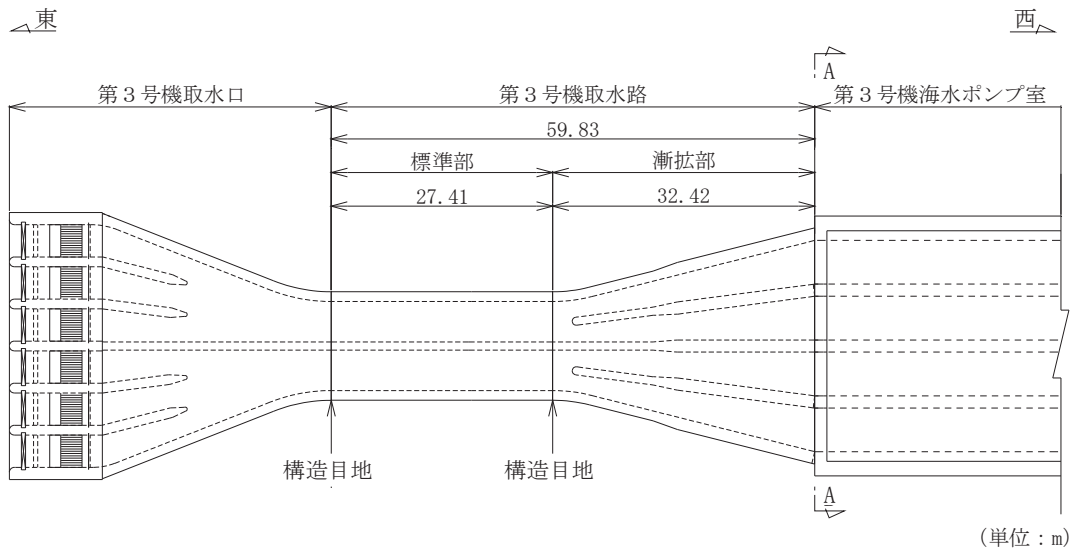 東
西
A
第３号機取水口
第３号機取水路
第３号機海水ポンプ室
59.83
標準部
漸拡部
27.41
32.42
構造目地
構造目地
A
(単位：m)